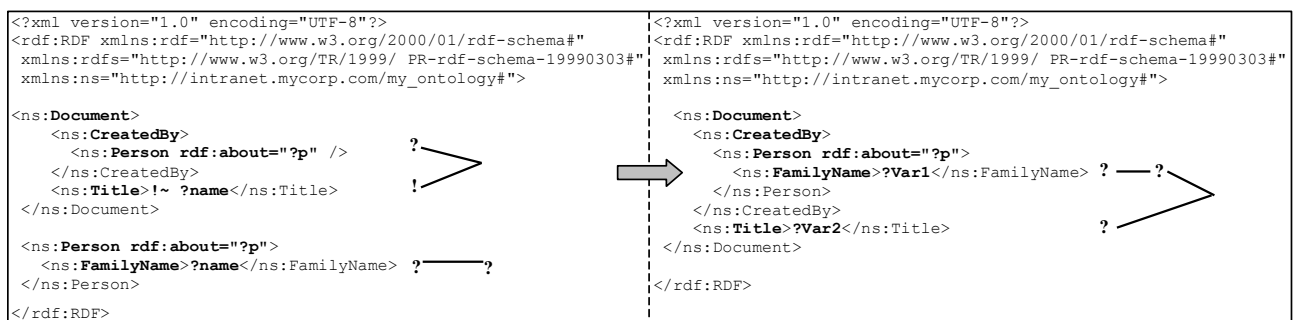 <?xml version="1.0" encoding="UTF-8"?>
<rdf:RDF xmlns:rdf="http://www.w3.org/2000/01/rdf-schema#"
xmlns:rdfs="http://www.w3.org/TR/1999/ PR-rdf-schema-19990303#"
xmlns:ns="http://intranet.mycorp.com/my_ontology#">
<ns:Document>
<ns:CreatedBy>
<ns:Person rdf:about="?p" />
?
</ns:CreatedBy>
<ns:Title>!~ ?name</ns:Title>
!
</ns:Document>
<ns:Person rdf:about="?p">
<ns:FamilyName>?name</ns:FamilyName> ? ?
</ns:Person>
</rdf:RDF>
<?xml version="1.0" encoding="UTF-8"?>
<rdf:RDF xmlns:rdf="http://www.w3.org/2000/01/rdf-schema#"
xmlns:rdfs="http://www.w3.org/TR/1999/ PR-rdf-schema-19990303#"
xmlns:ns="http://intranet.mycorp.com/my_ontology#">
<ns:Document>
<ns:CreatedBy>
<ns:Person rdf:about="?p">
<ns:FamilyName>?Var1</ns:FamilyName> ? ?
</ns:Person>
</ns:CreatedBy>
<ns:Title>?Var2</ns:Title> ?
</ns:Document>
</rdf:RDF>